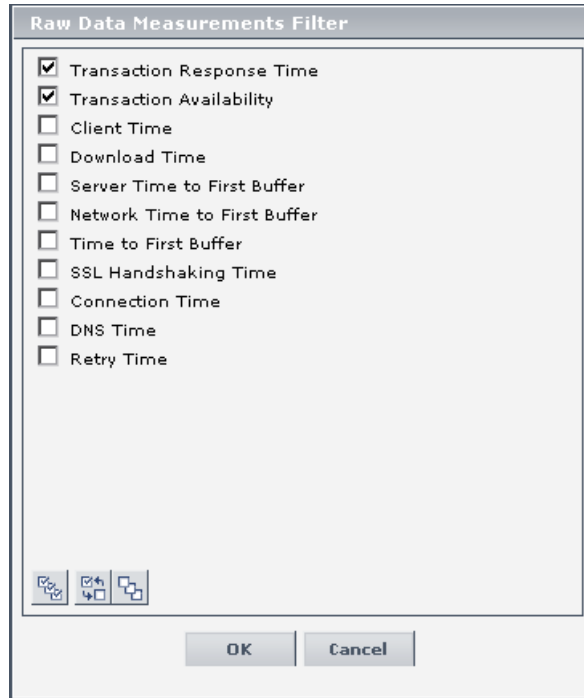 Raw Data Measurements Filter
Transaction Response Time
Transaction Availability
Client Time
Download Time
Server Time to First Buffer
Network Time to First Buffer
Time to First Buffer
SSL Handshaking Time
Connection Time
DNS Time
Retry Time
OK
Cancel